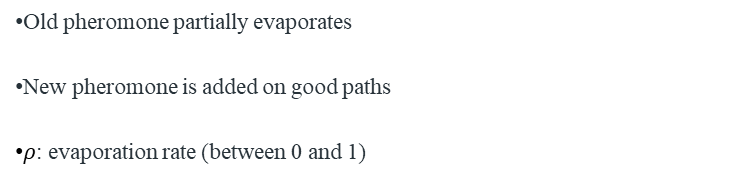 •Old pheromone partially evaporates
•New pheromone is added on good paths
•𝜌: evaporation rate (between 0 and 1)